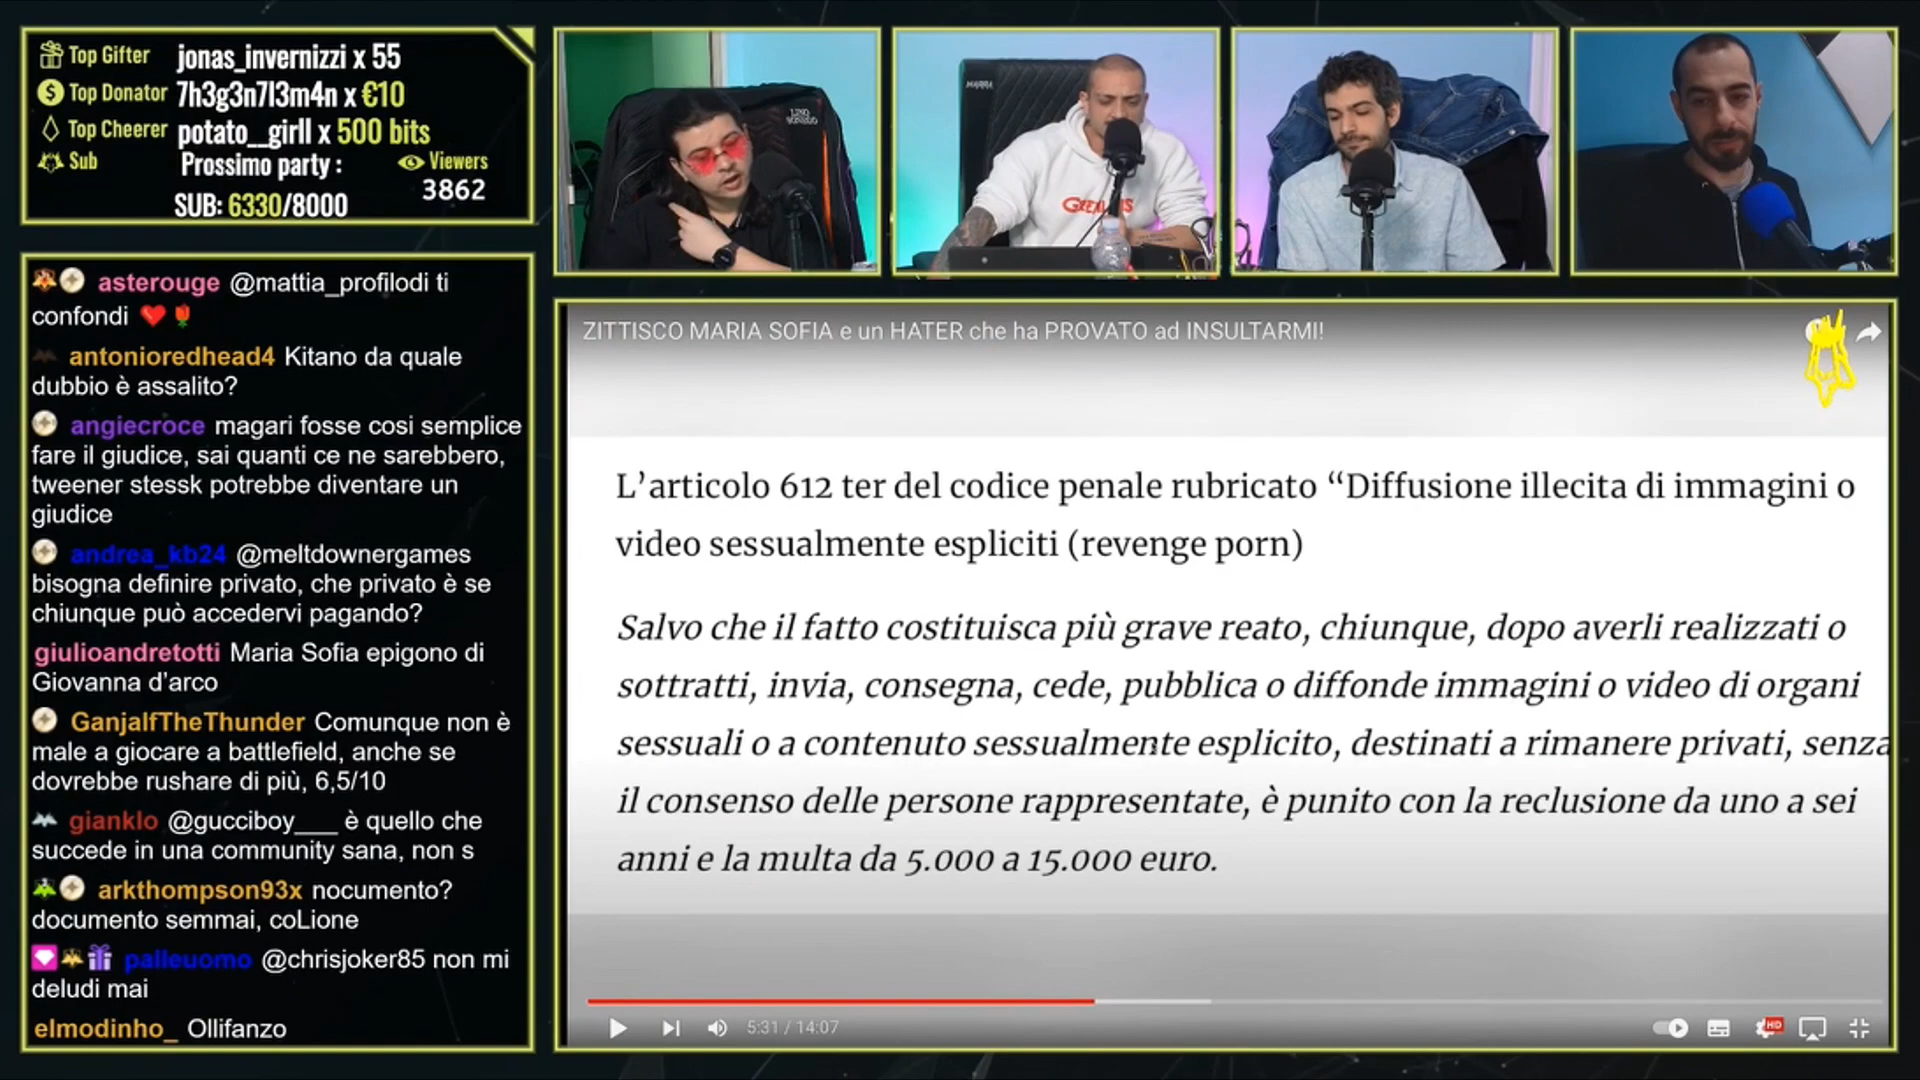 Top Gifter jonas_invernizzi x 55
Top Donator 7h3g3n7l3m4n x €10
Top Cheerer potato__girll x 500 bits
Sub Prossimo party :
SUB: 6330/8000
Viewers
3862
asterouge @mattia_profilodi ti
confondi
antonioredhead4 Kitano da quale
dubbio è assalito?
angiecroce magari fosse cosi semplice
fare il giudice, sai quanti ce ne sarebbero,
tweener stessk potrebbe diventare un
giudice
andrea_kb24 @meltdownergames
bisogna definire privato, che privato è se
chiunque può accedervi pagando?
giulioandretotti Maria Sofia epigono di
Giovanna d'arco
GanjalfTheThunder Comunque non è
male a giocare a battlefield, anche se
dovrebbe rushare di più, 6,5/10
gianklo @gucciboy___ è quello che
succede in una community sana, non s
arkthompson93x nocumento?
documento semmai, coLione
palleuomo @chrisjoker85 non mi
deludi mai
elmodinho_ Ollifanzo
ZITTISCO MARIA SOFIA e un HATER che ha PROVATO ad INSULTARMI!
L’articolo 612 ter del codice penale rubricato “Diffusione illecita di immagini o
video sessualmente espliciti (revenge porn)
Salvo che il fatto costituisca più grave reato, chiunque, dopo averli realizzati o
sottratti, invia, consegna, cede, pubblica o diffonde immagini o video di organi
sessuali o a contenuto sessualmente esplicito, destinati a rimanere privati, senza
il consenso delle persone rappresentate, è punito con la reclusione da uno a sei
anni e la multa da 5.000 a 15.000 euro.
5:31 / 14:07
HD